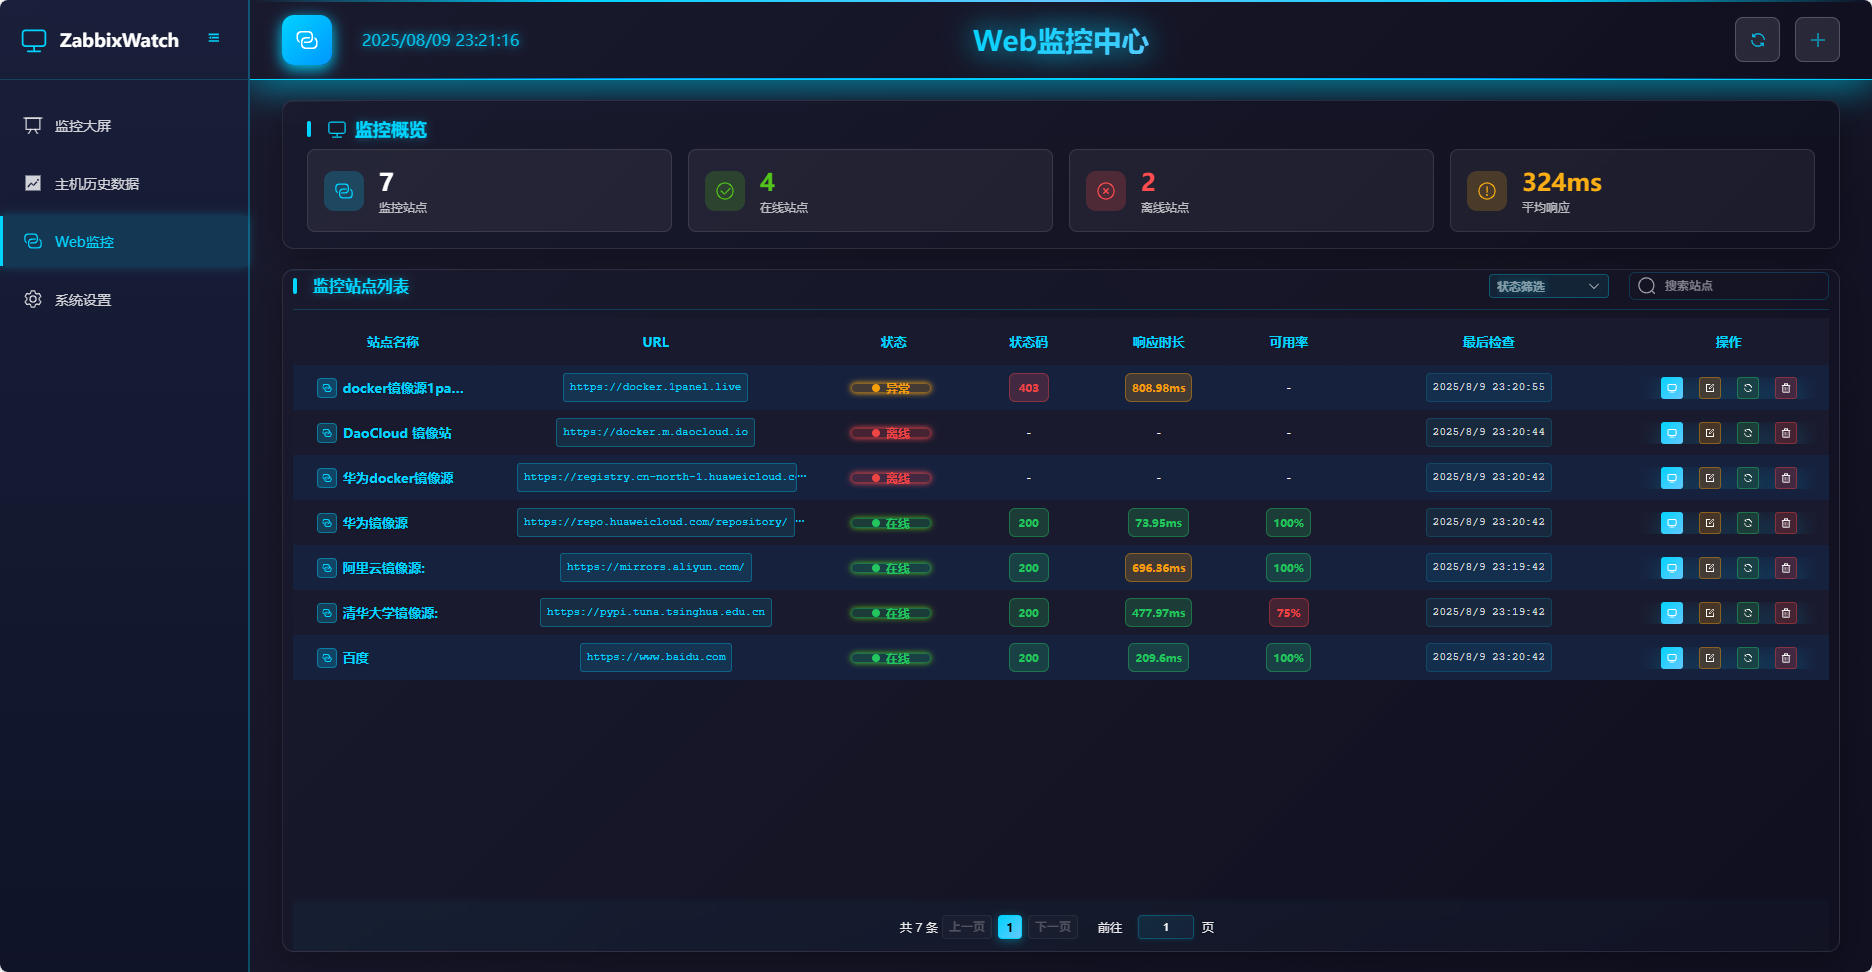 ZabbixWatch
2025/08/09 23:21:16
Web监控中心
监控大屏
主机历史数据
Web监控
系统设置
监控概览
7
监控站点
4
在线站点
2
离线站点
324ms
平均响应
监控站点列表
状态筛选
搜索站点
站点名称 URL 状态 状态码 响应时长 可用率 最后检查 操作
docker镜像源1pa... https://docker.1panel.live 异常 403 808.98ms - 2025/8/9 23:20:55
DaoCloud 镜像站 https://docker.m.daocloud.io 离线 - - - 2025/8/9 23:20:44
华为docker镜像源 https://registry.cn-north-1.huaweicloud.c… 离线 - - - 2025/8/9 23:20:42
华为镜像源 https://repo.huaweicloud.com/repository/ … 在线 200 73.95ms 100% 2025/8/9 23:20:42
阿里云镜像源: https://mirrors.aliyun.com/ 在线 200 696.36ms 100% 2025/8/9 23:19:42
清华大学镜像源: https://pypi.tuna.tsinghua.edu.cn 在线 200 477.97ms 75% 2025/8/9 23:19:42
百度 https://www.baidu.com 在线 200 209.6ms 100% 2025/8/9 23:20:42
共 7 条 上一页 1 下一页 前往 1 页